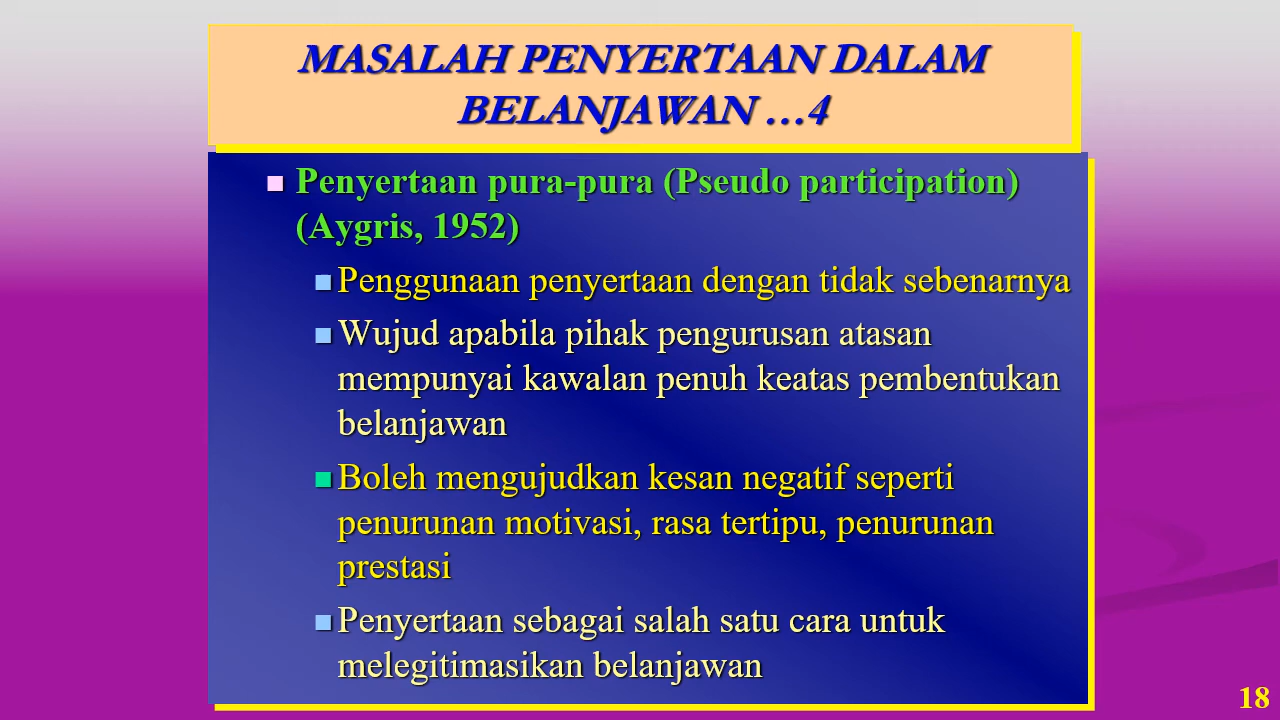 MASALAH PENYERTAAN DALAM
BELANJAWAN …4
Penyertaan pura-pura (Pseudo participation)
(Aygris, 1952)
Penggunaan penyertaan dengan tidak sebenarnya
Wujud apabila pihak pengurusan atasan
mempunyai kawalan penuh keatas pembentukan
belanjawan
Boleh mengujudkan kesan negatif seperti
penurunan motivasi, rasa tertipu, penurunan
prestasi
Penyertaan sebagai salah satu cara untuk
melegitimasikan belanjawan
18